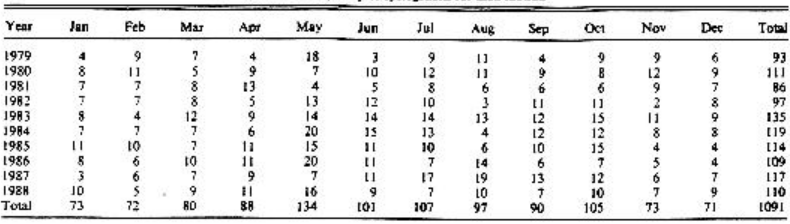 Year Jan Feb Mar Apr May Jun Jul Aug Sep Oct Nov Dec Total
1979 4 9 7 4 18 3 9 11 4 9 9 6 93
1980 8 11 5 9 7 10 12 11 9 8 12 9 111
1981 7 7 8 13 4 5 8 6 6 6 9 7 86
1982 7 7 8 5 13 12 10 3 11 11 2 8 97
1983 8 4 12 9 14 14 14 13 12 15 11 9 135
1984 7 7 7 6 20 15 13 4 12 12 8 8 119
1985 11 10 7 11 15 11 10 6 10 15 4 4 114
1986 8 6 10 11 20 11 7 14 6 7 5 4 109
1987 3 6 7 9 7 11 17 19 13 12 6 7 117
1988 10 5 9 11 16 9 7 10 7 10 7 9 110
Total 73 72 80 88 134 101 107 97 90 105 73 71 1091